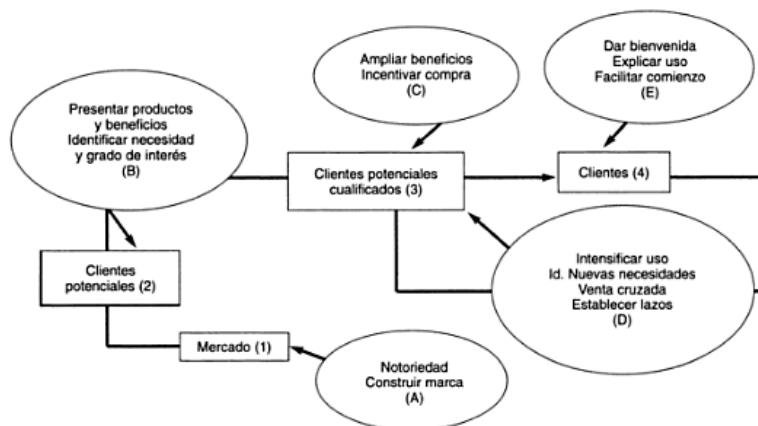 Ampliar beneficios
Incentivar compra
(C)
Dar bienvenida
Explicar uso
Facilitar comienzo
(E)
Presentar productos
y beneficios
Identificar necesidad
y grado de interés
(B)
Clientes potenciales
cualificados (3)
Clientes (4)
Clientes
potenciales (2)
Intensificar uso
Id. Nuevas necesidades
Venta cruzada
Establecer lazos
(D)
Mercado (1)
Notoriedad
Construir marca
(A)